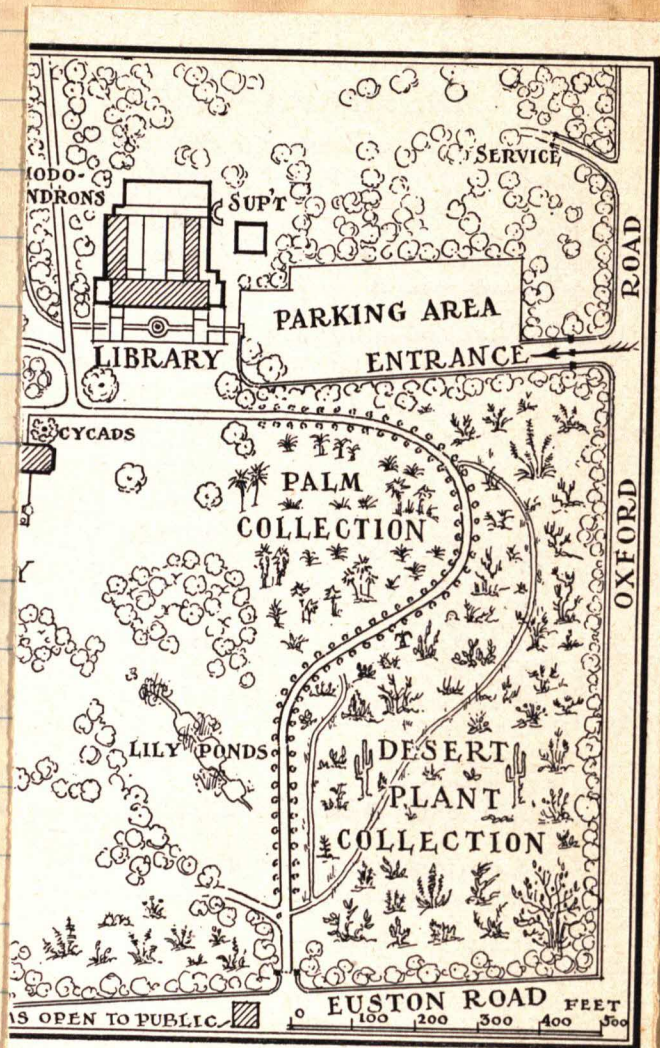 SERVICE
NDRONS
SUP'T
ROAD
PARKING AREA
LIBRARY
ENTRANCE
CYCADS
PALM
COLLECTION
OXFORD
LILY PONDS
DESERT
PLANT
COLLECTION
EUSTON ROAD
FEET
OPEN TO PUBLIC
0 100 200 300 400 500